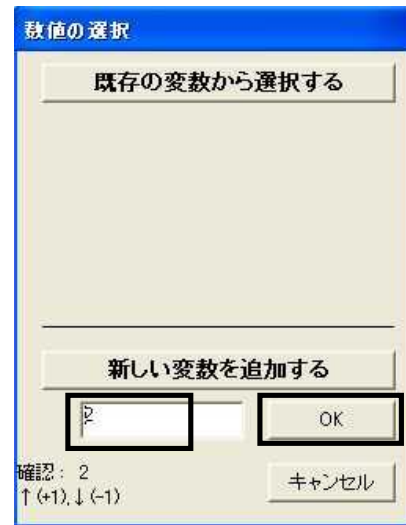 数値の選択
既存の変数から選択する
新しい変数を追加する
2
OK
確認： 2
↑(+1),↓(-1)
キャンセル